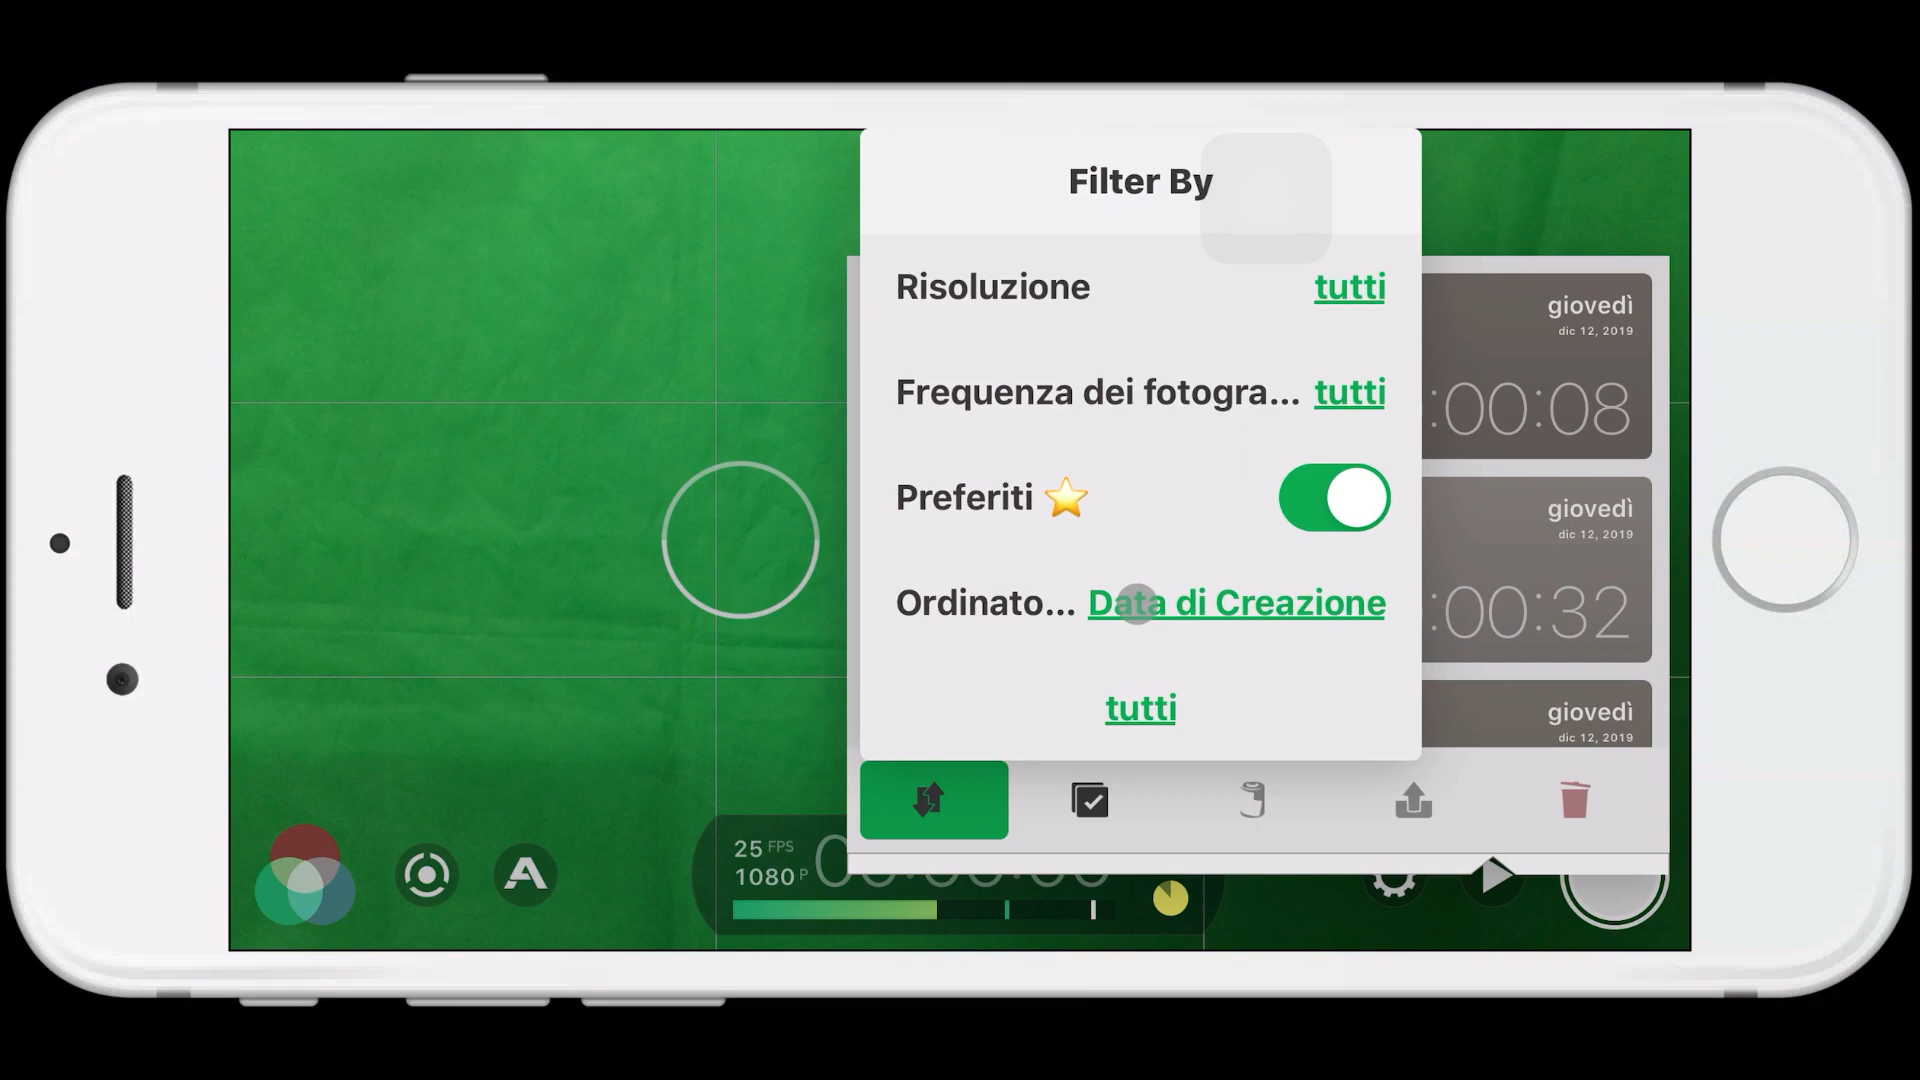 Filter By
Risoluzione tutti
Frequenza dei fotogra... tutti
Preferiti ⭐
Ordinato... Data di Creazione
tutti
giovedì
dic 12, 2019
:00:08
giovedì
dic 12, 2019
:00:32
giovedì
dic 12, 2019
25 FPS
1080 P